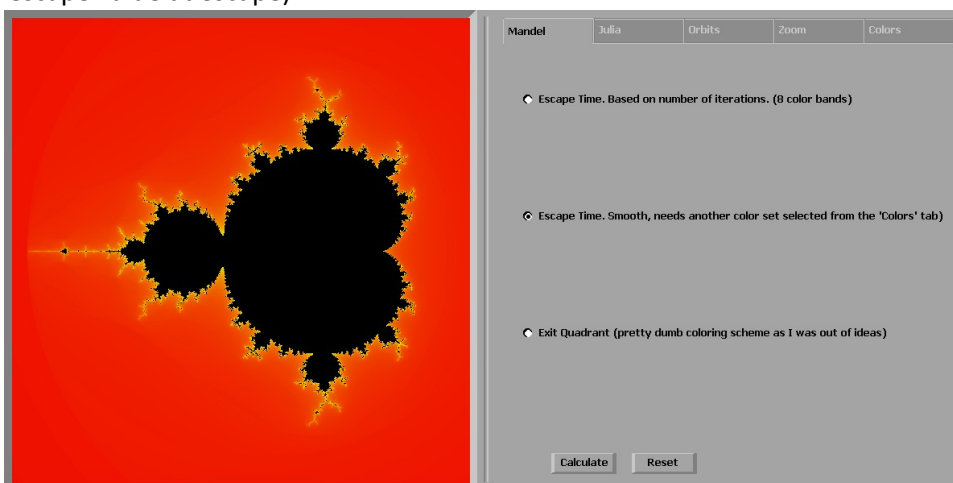 Mandel Julia Orbits Zoom Colors
Escape Time. Based on number of iterations. (8 color bands)
Escape Time. Smooth, needs another color set selected from the 'Colors' tab)
Exit Quadrant (pretty dumb coloring scheme as I was out of ideas)
Calculate Reset